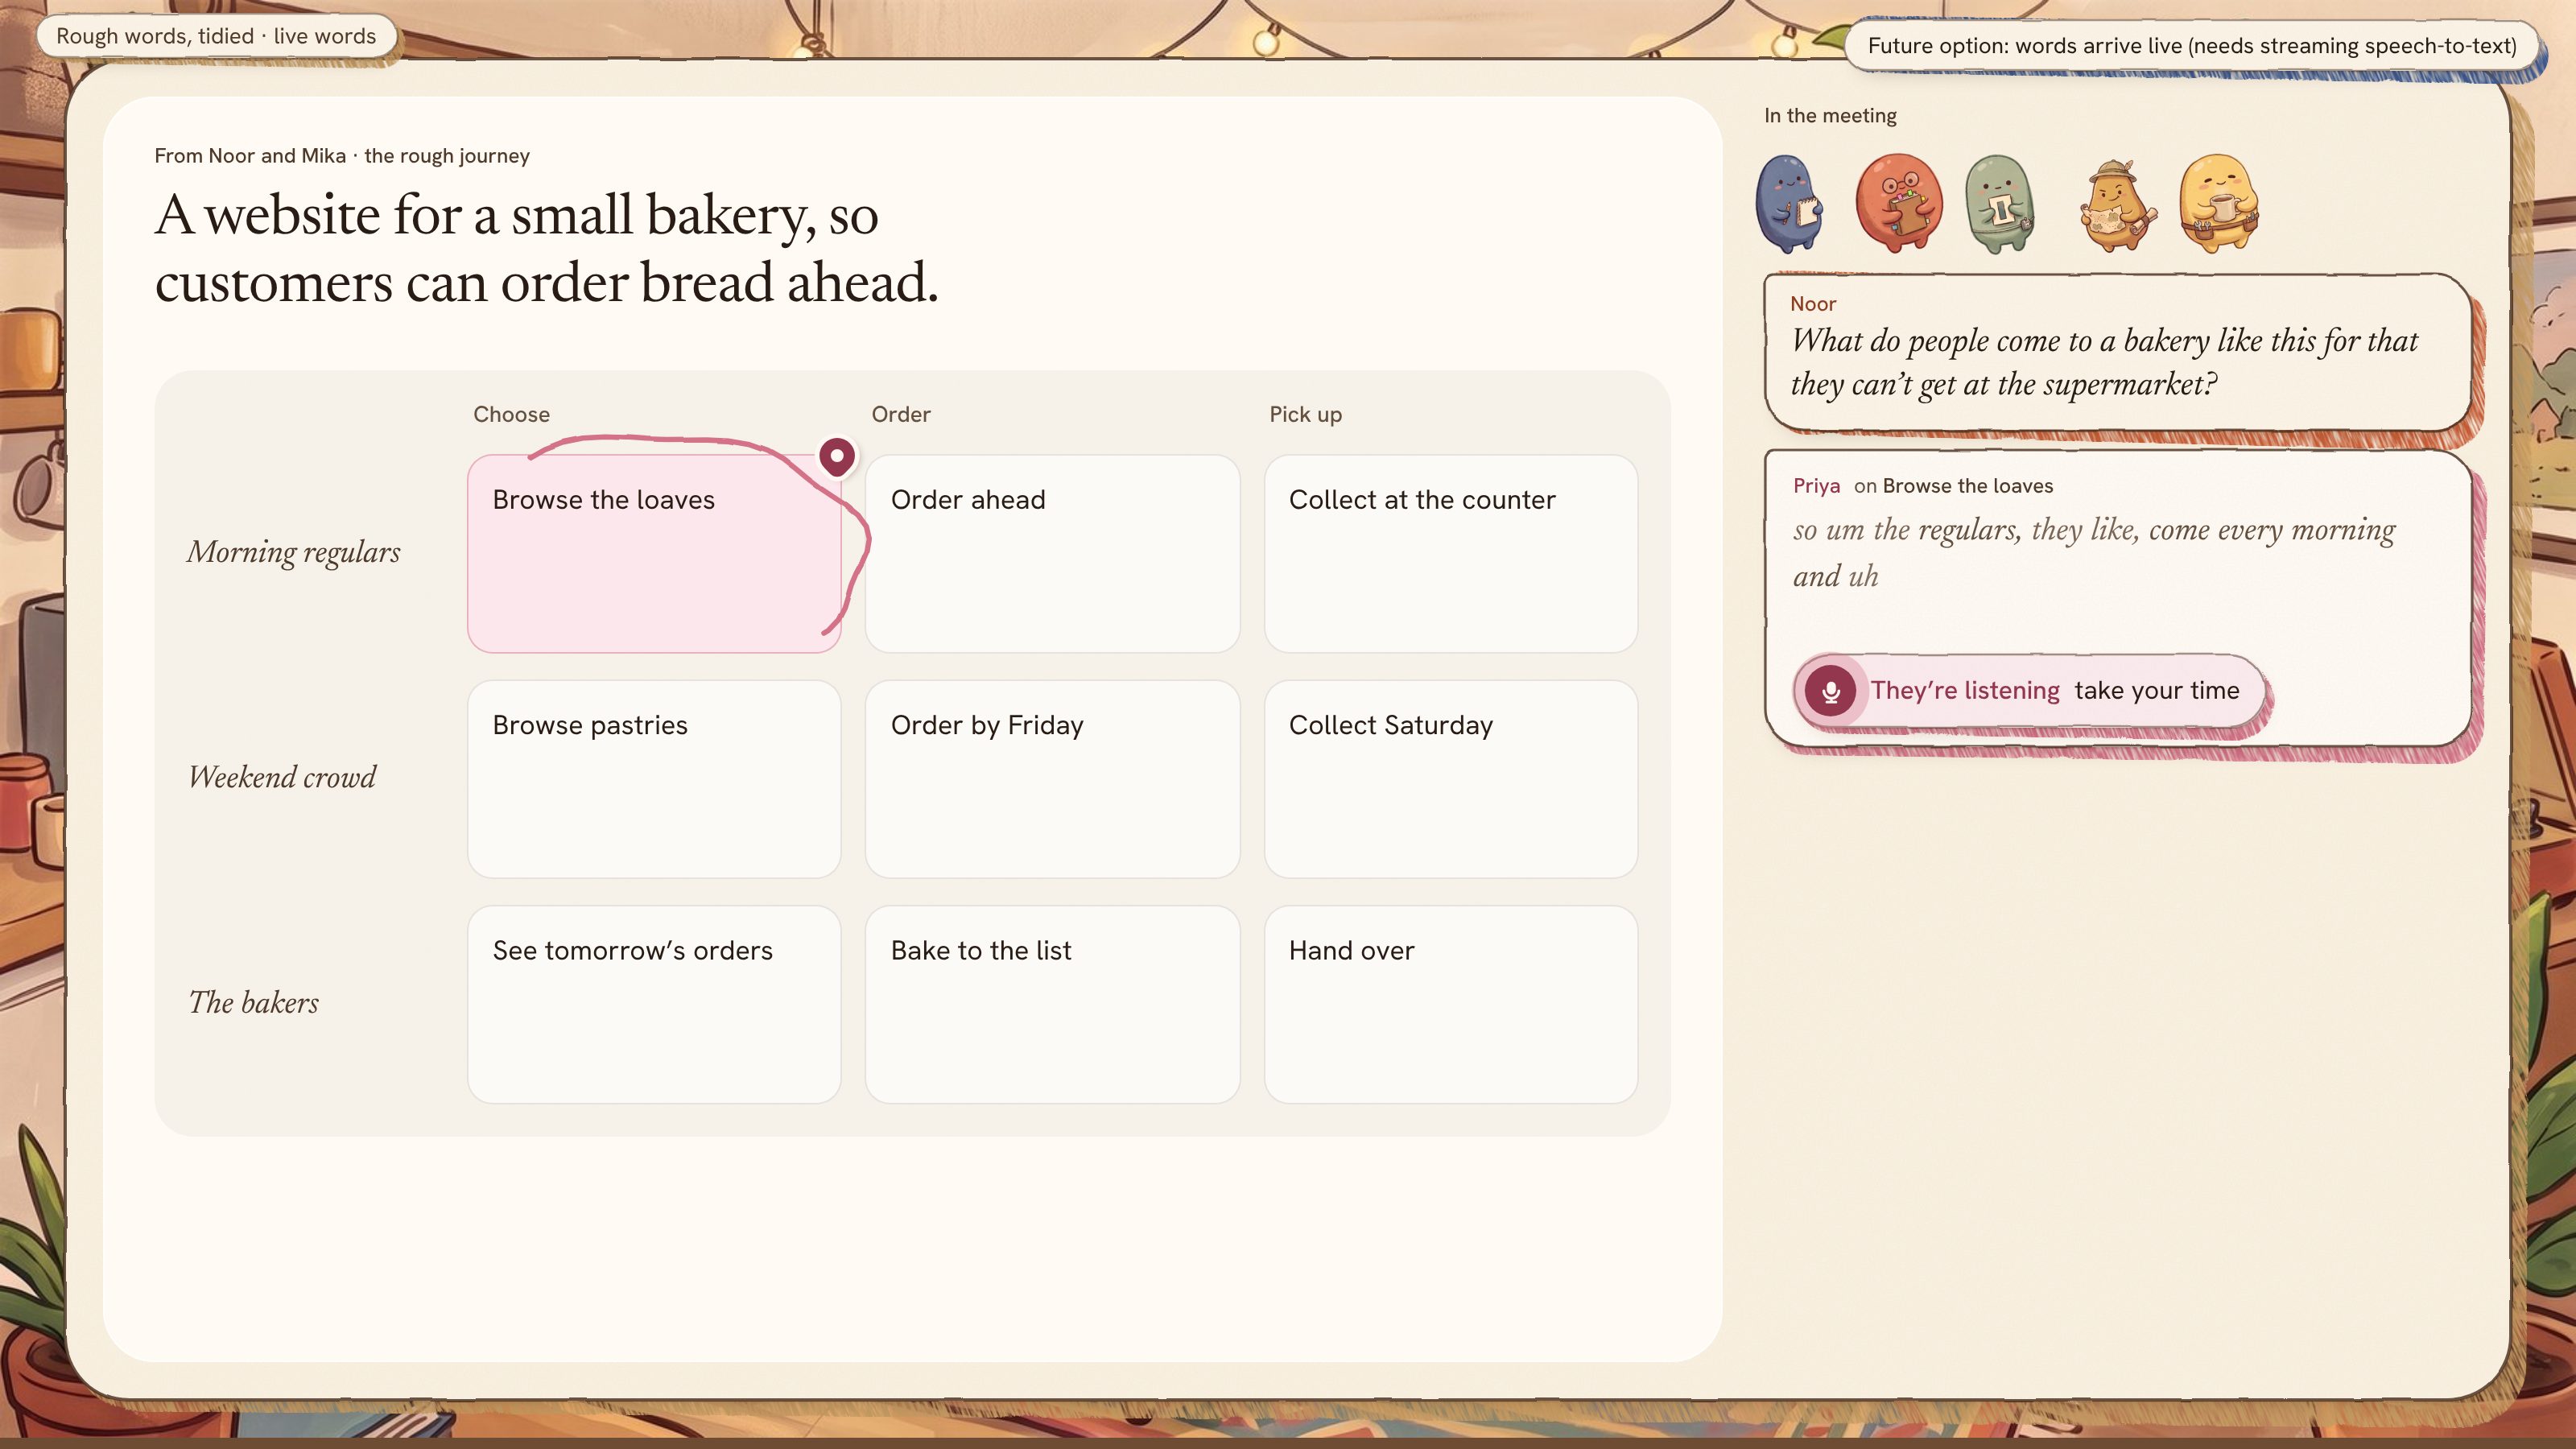 Rough words, tidied · live words
Future option: words arrive live (needs streaming speech-to-text)
From Noor and Mika · the rough journey
A website for a small bakery, so
customers can order bread ahead.
Choose
Order
Pick up
Morning regulars
Browse the loaves
Order ahead
Collect at the counter
Weekend crowd
Browse pastries
Order by Friday
Collect Saturday
The bakers
See tomorrow’s orders
Bake to the list
Hand over
In the meeting
Noor
What do people come to a bakery like this for that
they can’t get at the supermarket?
Priya on Browse the loaves
so um the regulars, they like, come every morning
and uh
They’re listening take your time